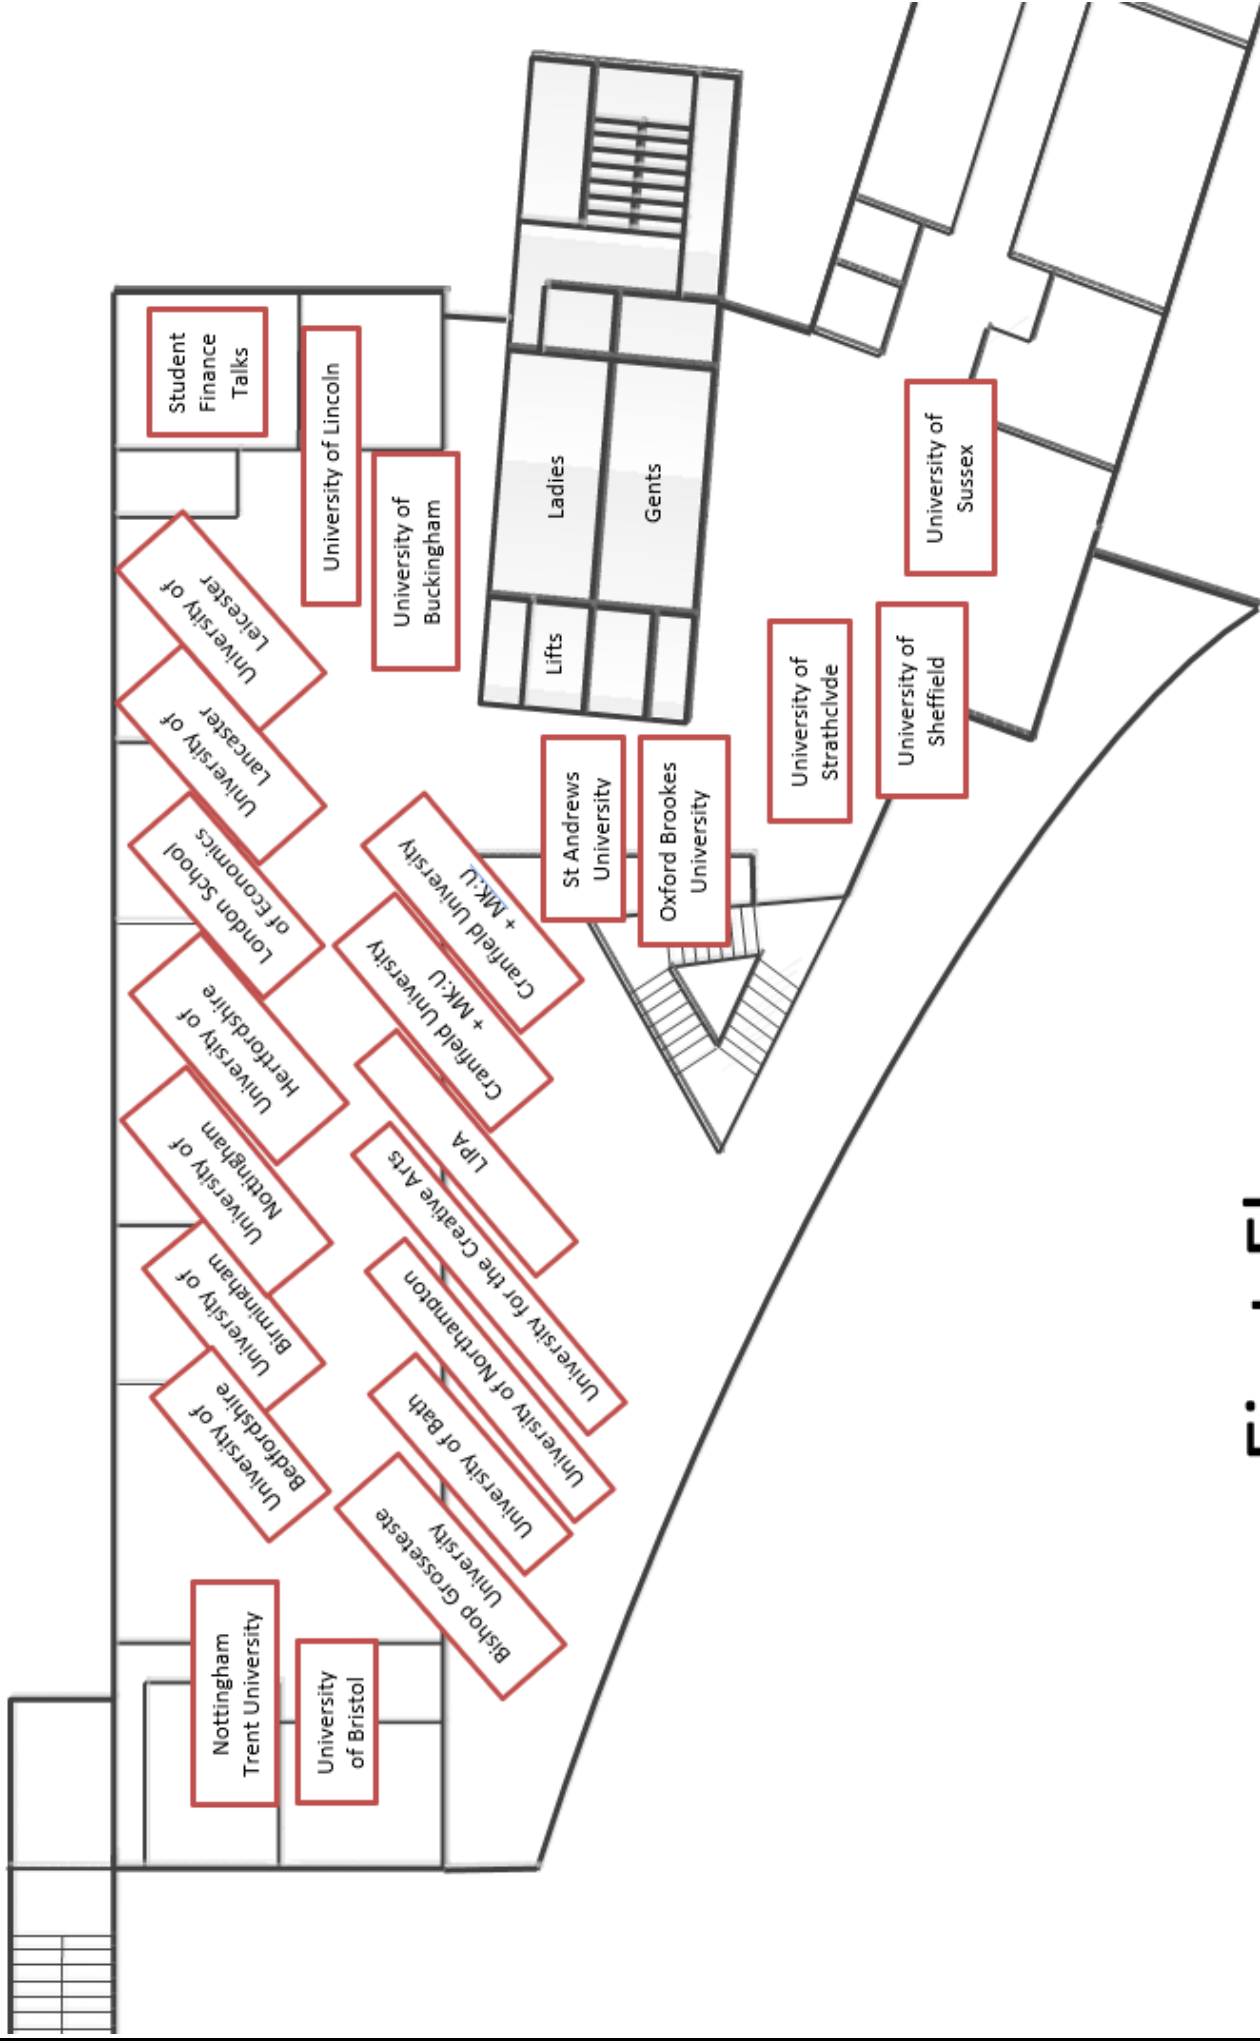 Nottingham
Trent University
University
of Bristol
University of
Bedfordshire
University of
Birmingham
University of
Nottingham
University of
Hertfordshire
London School
of Economics
University of
Lancaster
University of
Leicester
Student
Finance
Talks
University of Lincoln
University of
Buckingham
Bishop Grosseteste
University
University of Bath
University of Northampton
University for the Creative Arts
LIPA
Cranfield University
+ MK:U
Cranfield University
+ MK:U
St Andrews
University
Oxford Brookes
University
Lifts
Ladies
Gents
University of
Strathclyde
University of
Sheffield
University of
Sussex